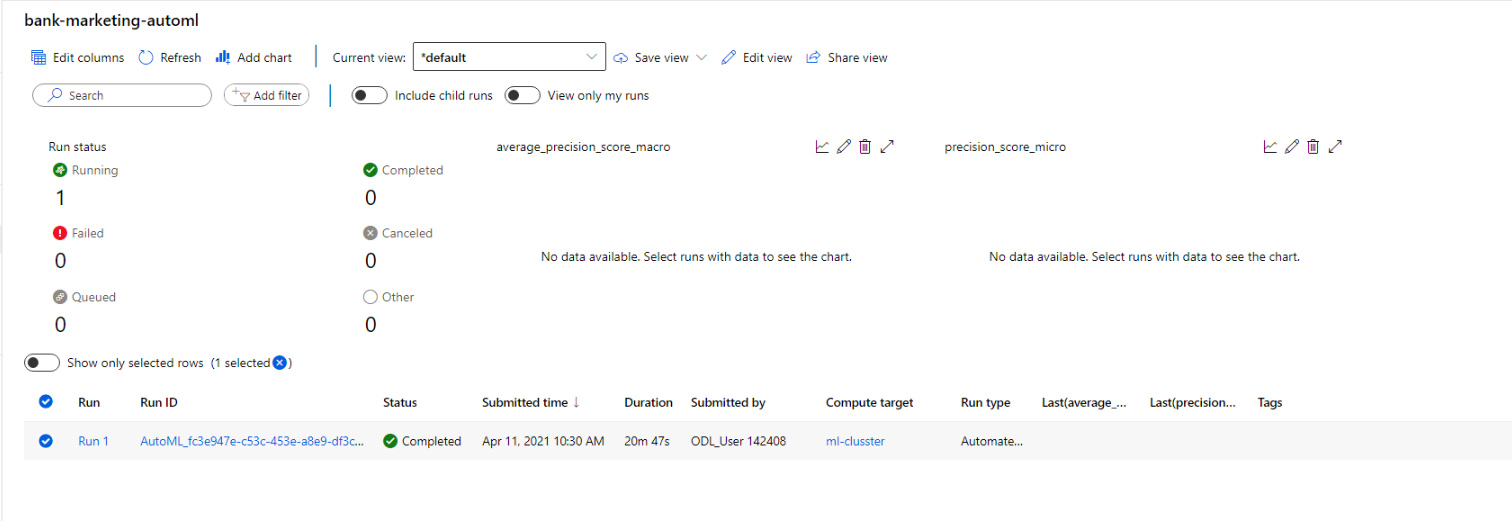 bank-marketing-automl
Edit columns Refresh Add chart Current view: *default Save view Edit view Share view
Search Add filter Include child runs View only my runs
Run status average_precision_score_macro precision_score_micro
Running Completed
1 0
Failed Canceled
No data available. Select runs with data to see the chart. No data available. Select runs with data to see the chart.
0 0
Queued Other
0 0
Show only selected rows (1 selected )
Run Run ID Status Submitted time ↓ Duration Submitted by Compute target Run type Last(average_... Last(precision... Tags
Run 1 AutoML_fc3e947e-c53c-453e-a8e9-df3c... Completed Apr 11, 2021 10:30 AM 20m 47s ODL_User 142408 ml-clusster Automate...